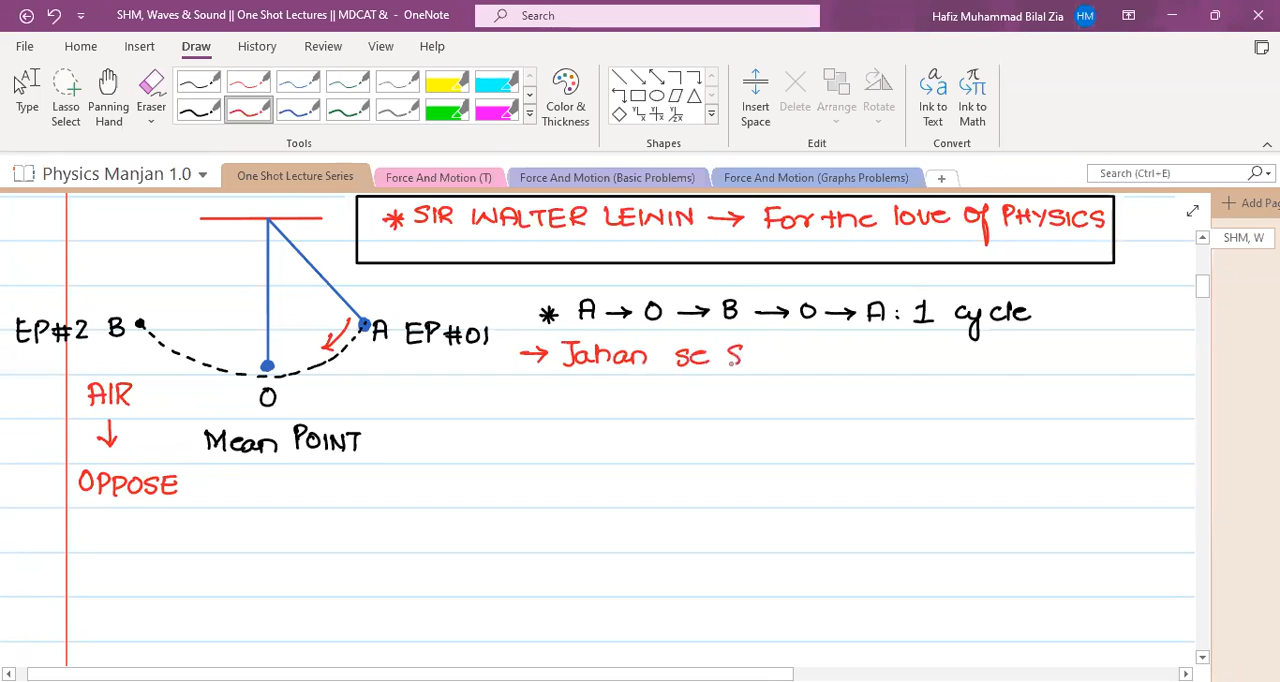 SHM, Waves & Sound || One Shot Lectures || MDCAT & - OneNote
Search
Hafiz Muhammad Bilal Zia
HM
File Home Insert Draw History Review View Help
Type
Lasso Select
Panning Hand
Eraser
Color & Thickness
Insert Space
Delete
Arrange
Rotate
Ink to Text
Ink to Math
Tools Shapes Edit Convert
Physics Manjan 1.0
One Shot Lecture Series
Force And Motion (T)
Force And Motion (Basic Problems)
Force And Motion (Graphs Problems)
+
Search (Ctrl+E)
+ Add Pag
SHM, W
* SIR WALTER LEWIN → For the love of PHYSICS
* A → O → B → O → A : 1 cycle
EP#2 B
A EP#01
→ Jahan se S
AIR
↓
OPPOSE
O
Mean POINT